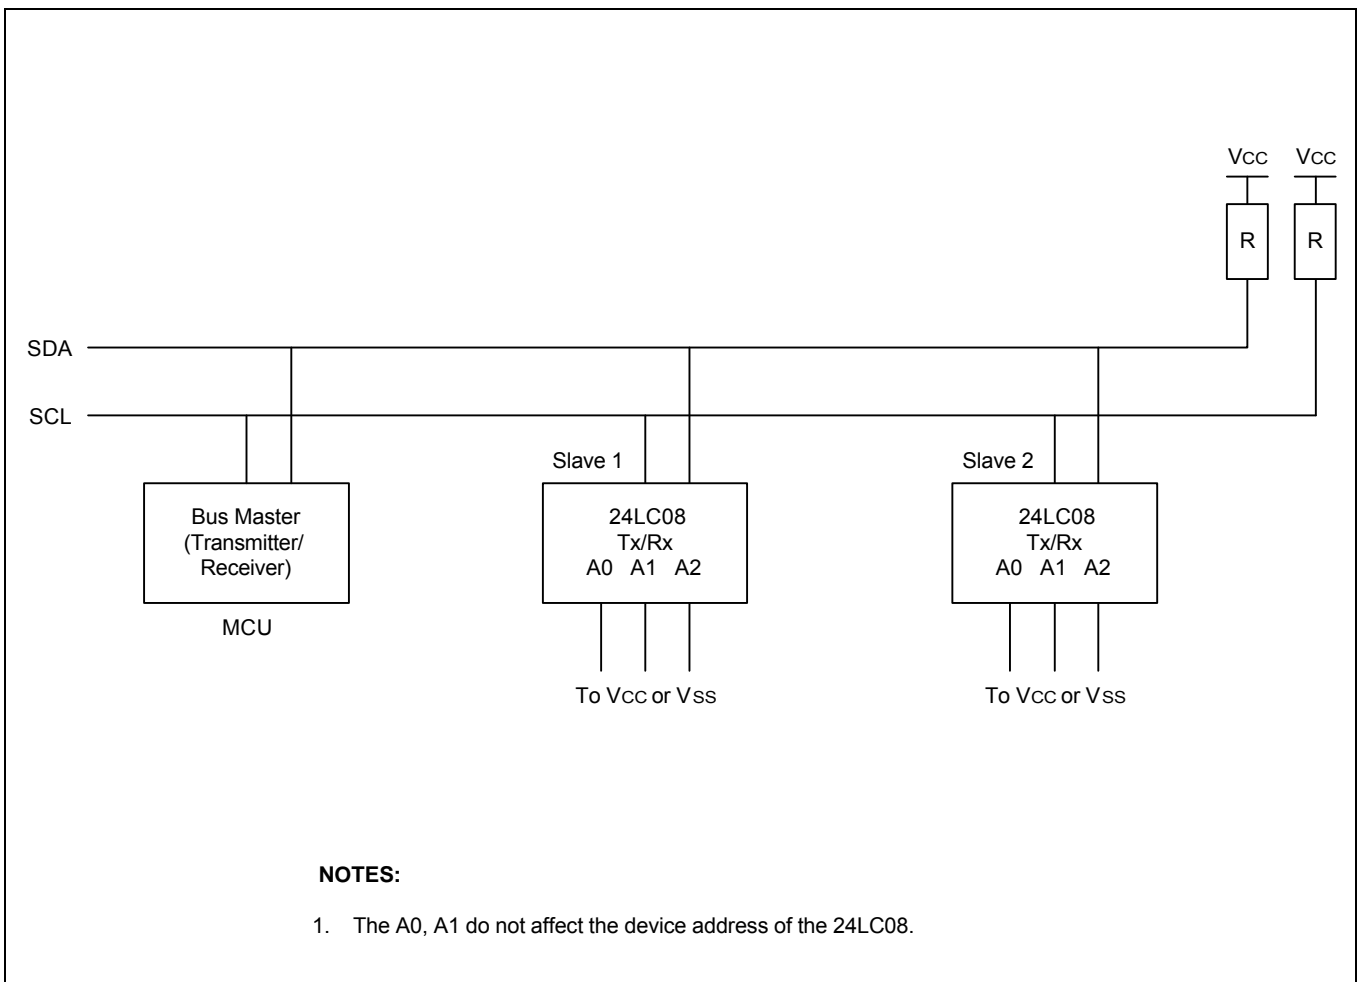 VCC VCC
R R
SDA
SCL
Slave 1 Slave 2
Bus Master
(Transmitter/
Receiver)
MCU
24LC08
Tx/Rx
A0 A1 A2
To VCC or VSS
24LC08
Tx/Rx
A0 A1 A2
To VCC or VSS
NOTES:
1. The A0, A1 do not affect the device address of the 24LC08.